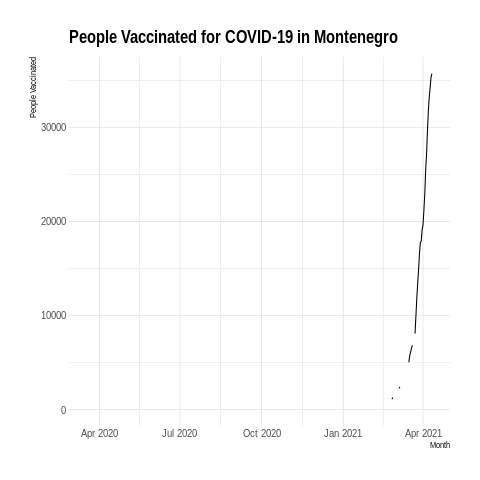 People Vaccinated for COVID-19 in Montenegro
People Vaccinated
30000
20000
10000
0
Apr 2020 Jul 2020 Oct 2020 Jan 2021 Apr 2021
Month